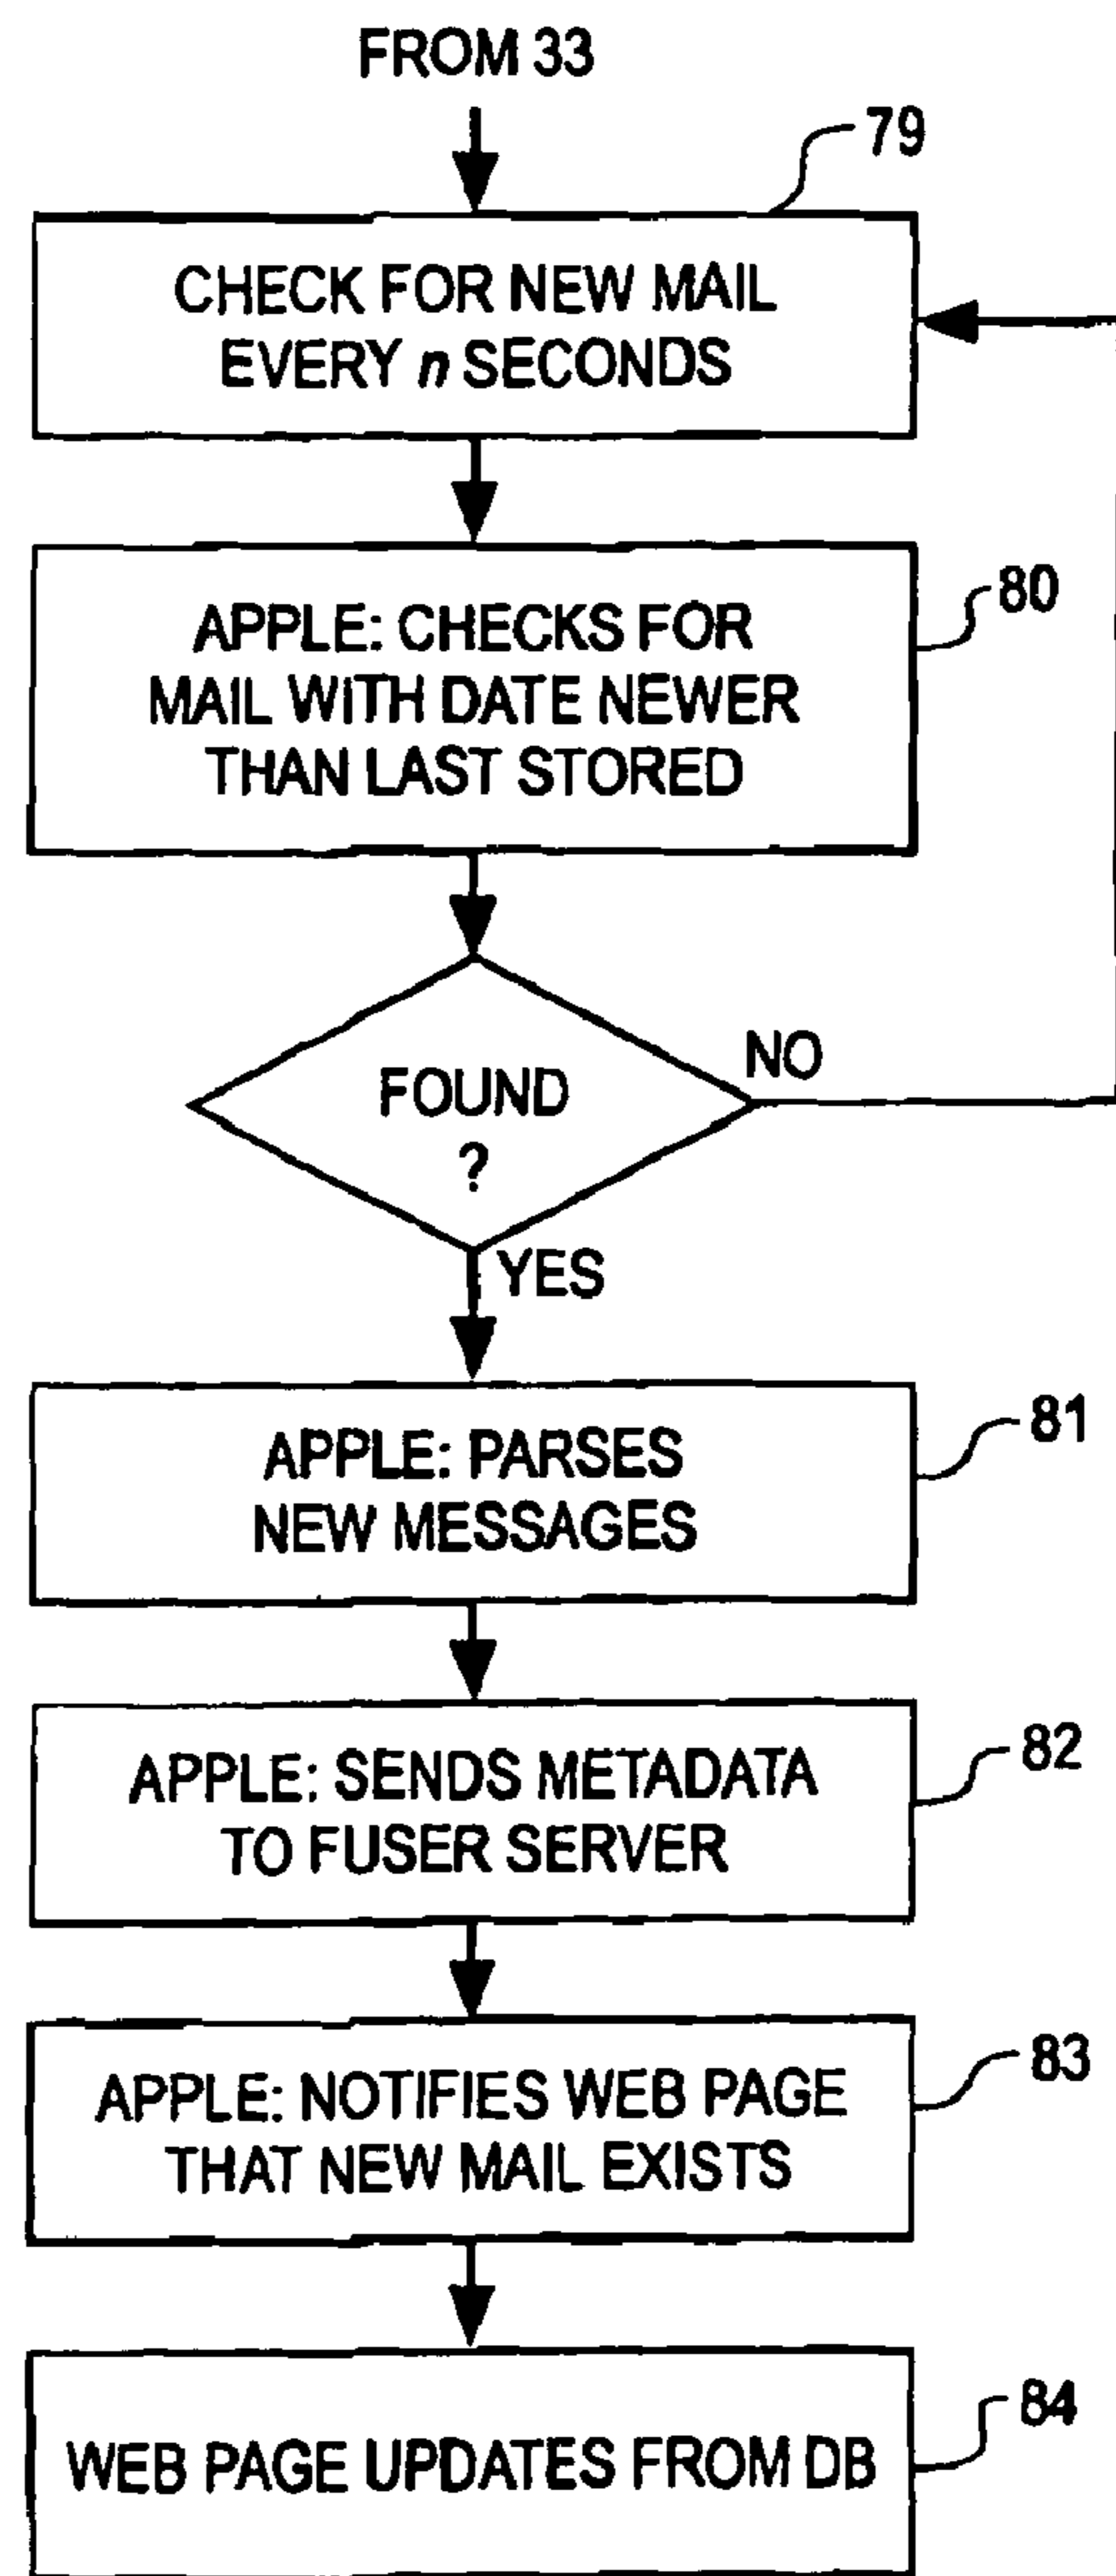 FROM 33
79
CHECK FOR NEW MAIL
EVERY n SECONDS
80
APPLE: CHECKS FOR
MAIL WITH DATE NEWER
THAN LAST STORED
FOUND
?
NO
YES
81
APPLE: PARSES
NEW MESSAGES
82
APPLE: SENDS METADATA
TO FUSER SERVER
83
APPLE: NOTIFIES WEB PAGE
THAT NEW MAIL EXISTS
84
WEB PAGE UPDATES FROM DB